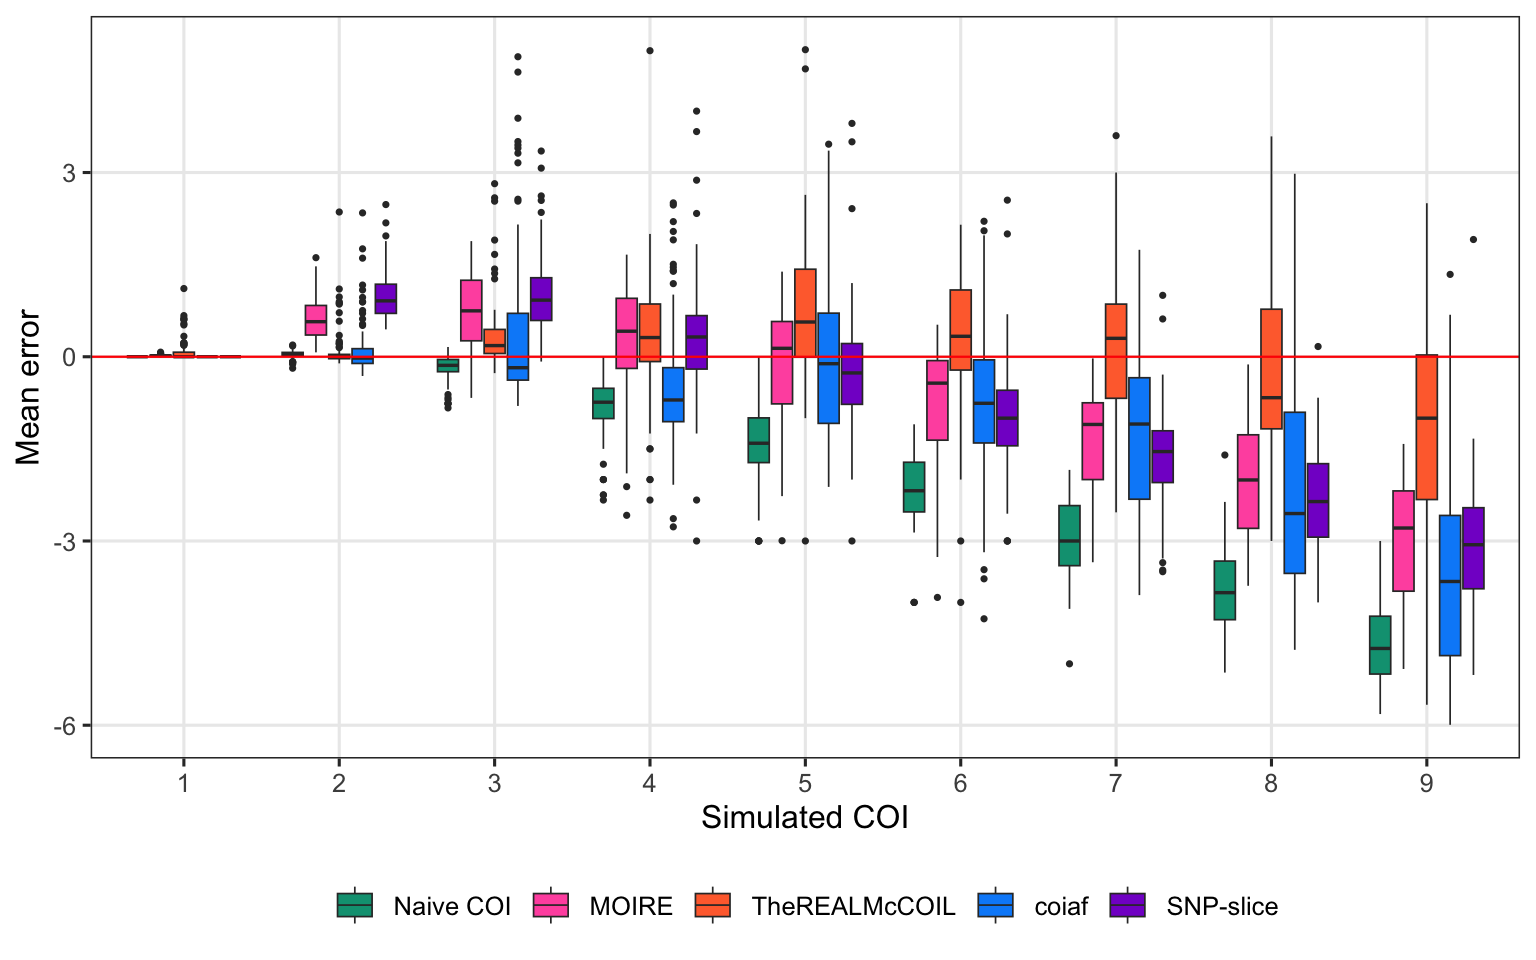 Mean error
3
0
-3
-6
1 2 3 4 5 6 7 8 9
Simulated COI
Naive COI MOIRE TheREALMcCOIL coiaf SNP-slice